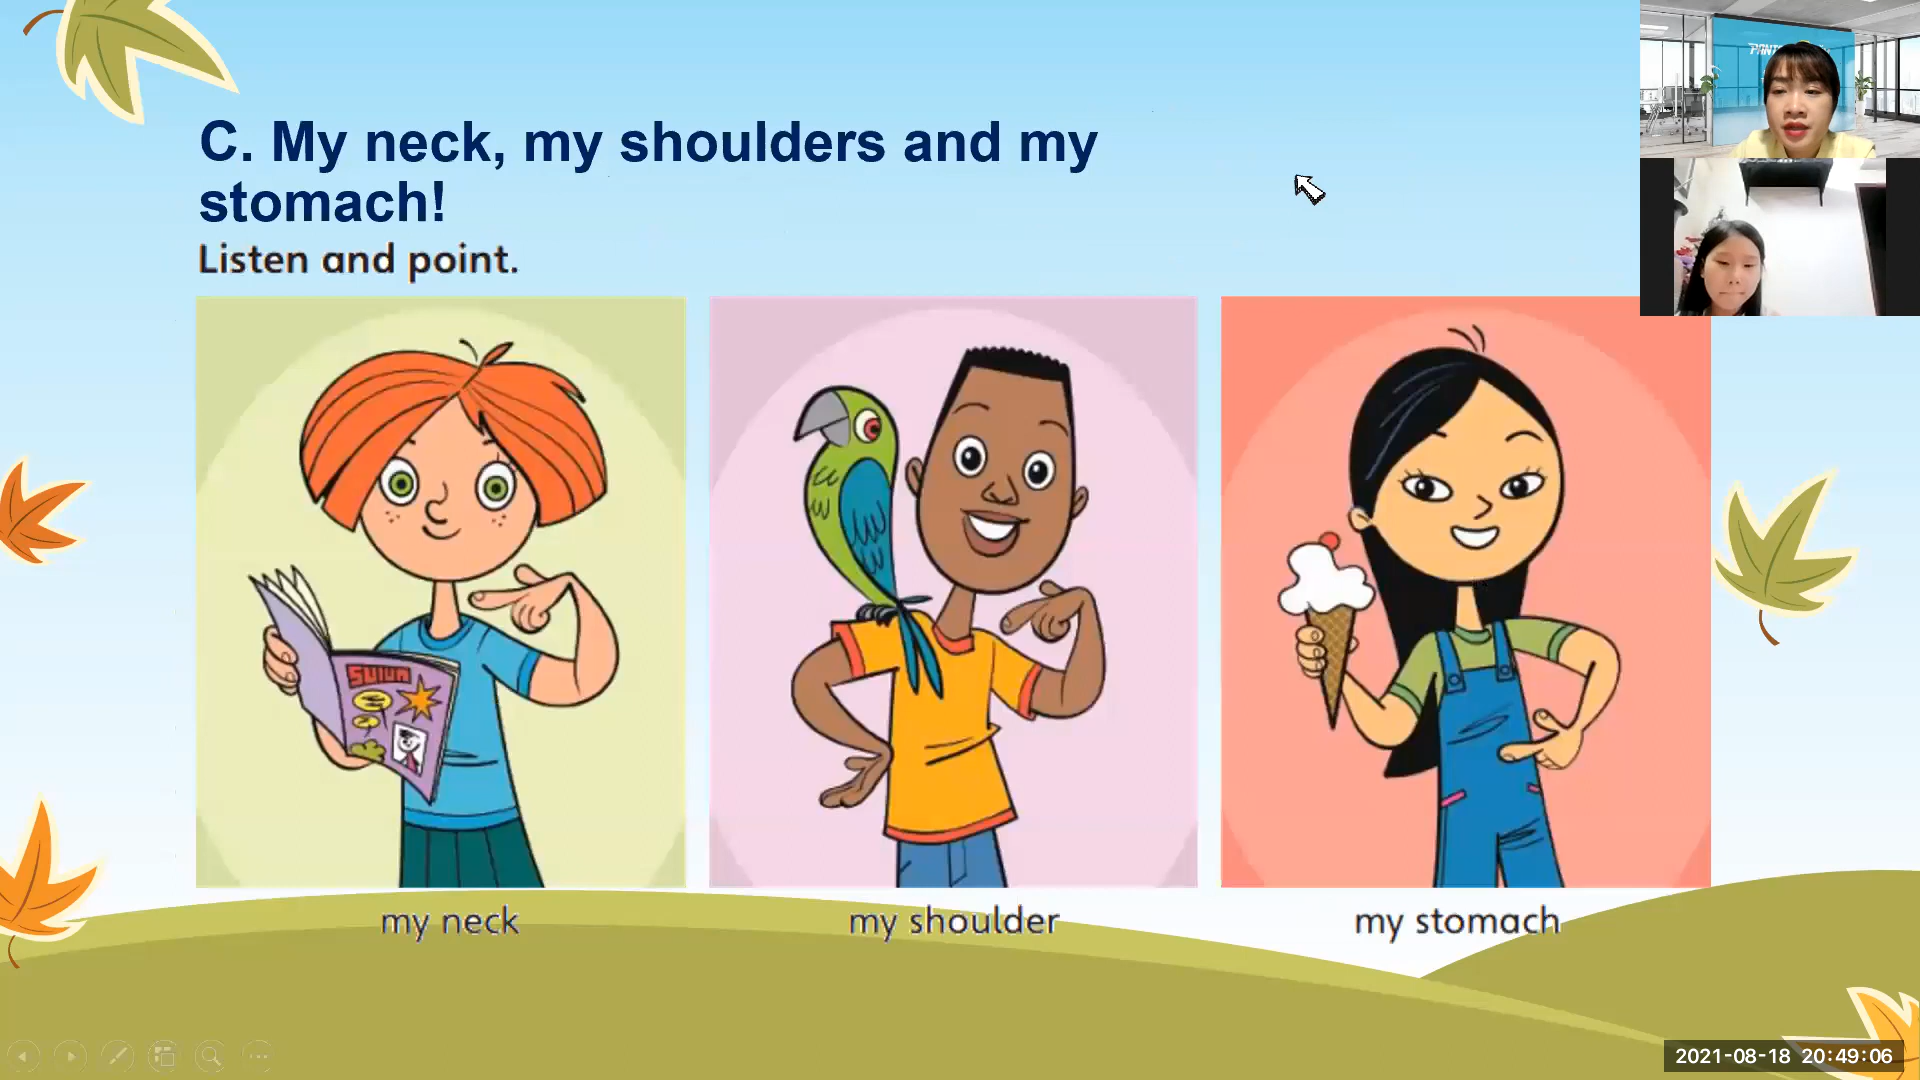 C. My neck, my shoulders and my
stomach!
Listen and point.
my neck
my shoulder
my stomach
2021-08-18 20:49:06